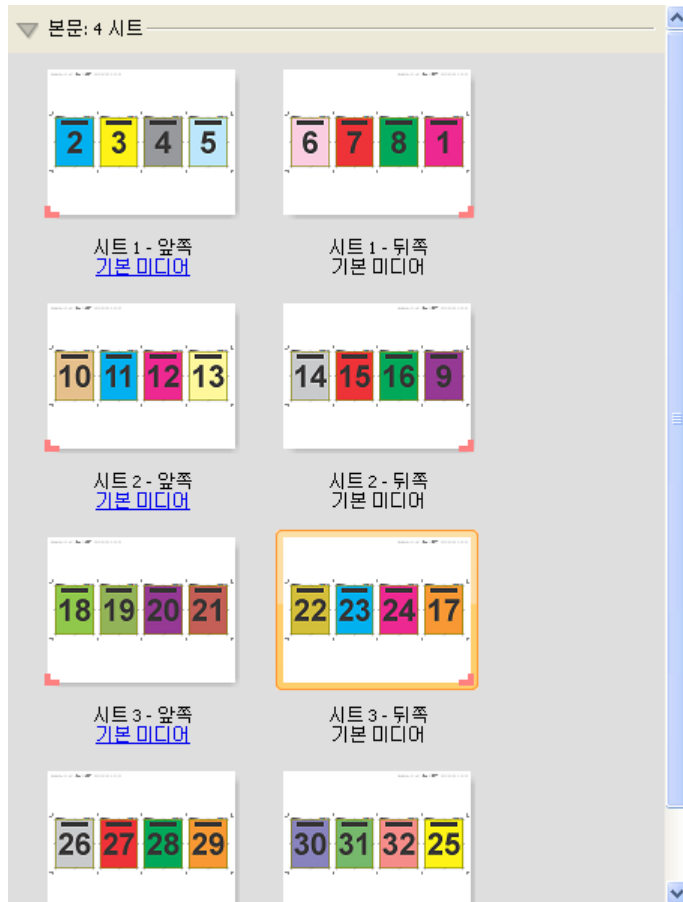 본문: 4 시트
2 3 4 5
6 7 8 1
시트 1 - 앞쪽
기본 미디어
시트 1 - 뒤쪽
기본 미디어
10 11 12 13
14 15 16 9
시트 2 - 앞쪽
기본 미디어
시트 2 - 뒤쪽
기본 미디어
18 19 20 21
22 23 24 17
시트 3 - 앞쪽
기본 미디어
시트 3 - 뒤쪽
기본 미디어
26 27 28 29
30 31 32 25